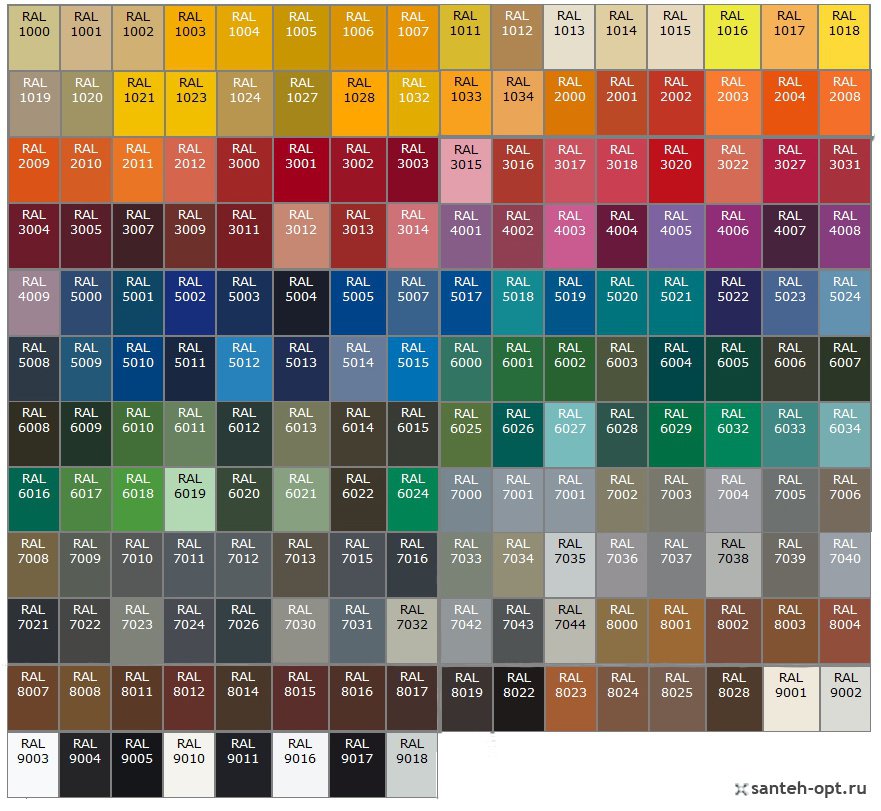 RAL RAL RAL RAL RAL RAL RAL RAL RAL RAL RAL RAL RAL RAL RAL RAL
1000 1001 1002 1003 1004 1005 1006 1007 1011 1012 1013 1014 1015 1016 1017 1018
RAL RAL RAL RAL RAL RAL RAL RAL RAL RAL RAL RAL RAL RAL RAL RAL
1019 1020 1021 1023 1024 1027 1028 1032 1033 1034 2000 2001 2002 2003 2004 2008
RAL RAL RAL RAL RAL RAL RAL RAL RAL RAL RAL RAL RAL RAL RAL RAL
2009 2010 2011 2012 3000 3001 3002 3003 3015 3016 3017 3018 3020 3022 3027 3031
RAL RAL RAL RAL RAL RAL RAL RAL RAL RAL RAL RAL RAL RAL RAL RAL
3004 3005 3007 3009 3011 3012 3013 3014 4001 4002 4003 4004 4005 4006 4007 4008
RAL RAL RAL RAL RAL RAL RAL RAL RAL RAL RAL RAL RAL RAL RAL RAL
4009 5000 5001 5002 5003 5004 5005 5007 5017 5018 5019 5020 5021 5022 5023 5024
RAL RAL RAL RAL RAL RAL RAL RAL RAL RAL RAL RAL RAL RAL RAL RAL
5008 5009 5010 5011 5012 5013 5014 5015 6000 6001 6002 6003 6004 6005 6006 6007
RAL RAL RAL RAL RAL RAL RAL RAL RAL RAL RAL RAL RAL RAL RAL RAL
6008 6009 6010 6011 6012 6013 6014 6015 6025 6026 6027 6028 6029 6032 6033 6034
RAL RAL RAL RAL RAL RAL RAL RAL RAL RAL RAL RAL RAL RAL RAL RAL
6016 6017 6018 6019 6020 6021 6022 6024 7000 7001 7001 7002 7003 7004 7005 7006
RAL RAL RAL RAL RAL RAL RAL RAL RAL RAL RAL RAL RAL RAL RAL RAL
7008 7009 7010 7011 7012 7013 7015 7016 7033 7034 7035 7036 7037 7038 7039 7040
RAL RAL RAL RAL RAL RAL RAL RAL RAL RAL RAL RAL RAL RAL RAL RAL
7021 7022 7023 7024 7026 7030 7031 7032 7042 7043 7044 8000 8001 8002 8003 8004
RAL RAL RAL RAL RAL RAL RAL RAL RAL RAL RAL RAL RAL RAL RAL RAL
8007 8008 8011 8012 8014 8015 8016 8017 8019 8022 8023 8024 8025 8028 9001 9002
RAL RAL RAL RAL RAL RAL RAL RAL
9003 9004 9005 9010 9011 9016 9017 9018
santeh-opt.ru